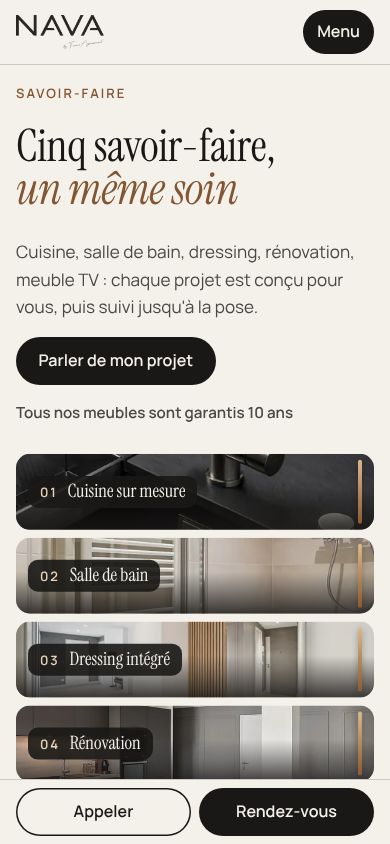 NAVA
Menu
SAVOIR-FAIRE
Cinq savoir-faire,
un même soin
Cuisine, salle de bain, dressing, rénovation,
meuble TV : chaque projet est conçu pour
vous, puis suivi jusqu'à la pose.
Parler de mon projet
Tous nos meubles sont garantis 10 ans
01 Cuisine sur mesure
02 Salle de bain
03 Dressing intégré
04 Rénovation
Appeler
Rendez-vous